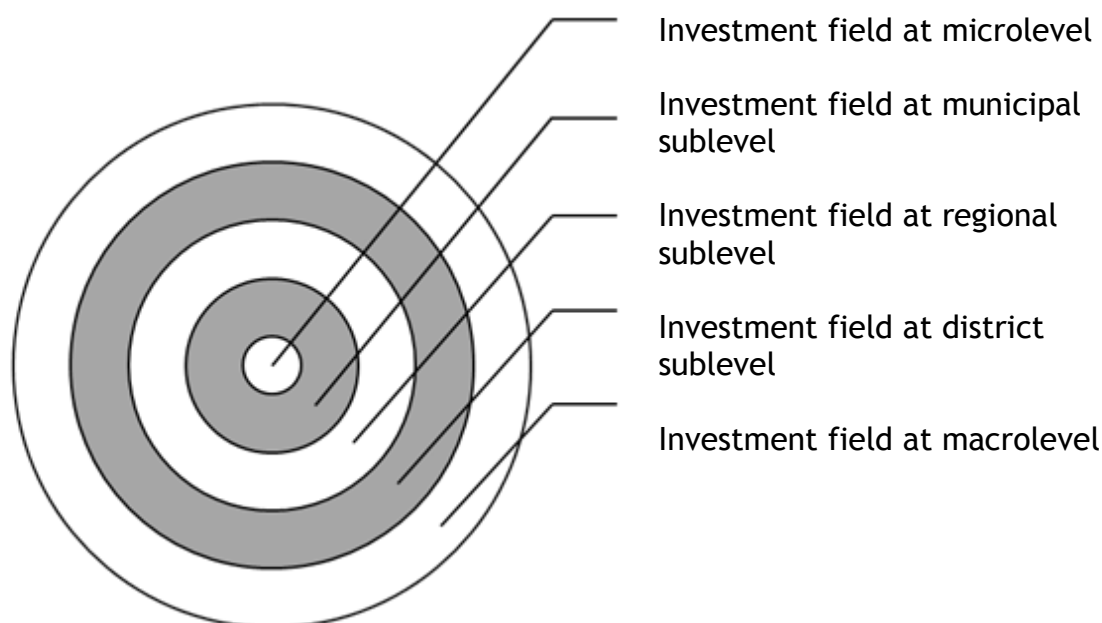 Investment field at microlevel
Investment field at municipal
sublevel
Investment field at regional
sublevel
Investment field at district
sublevel
Investment field at macrolevel